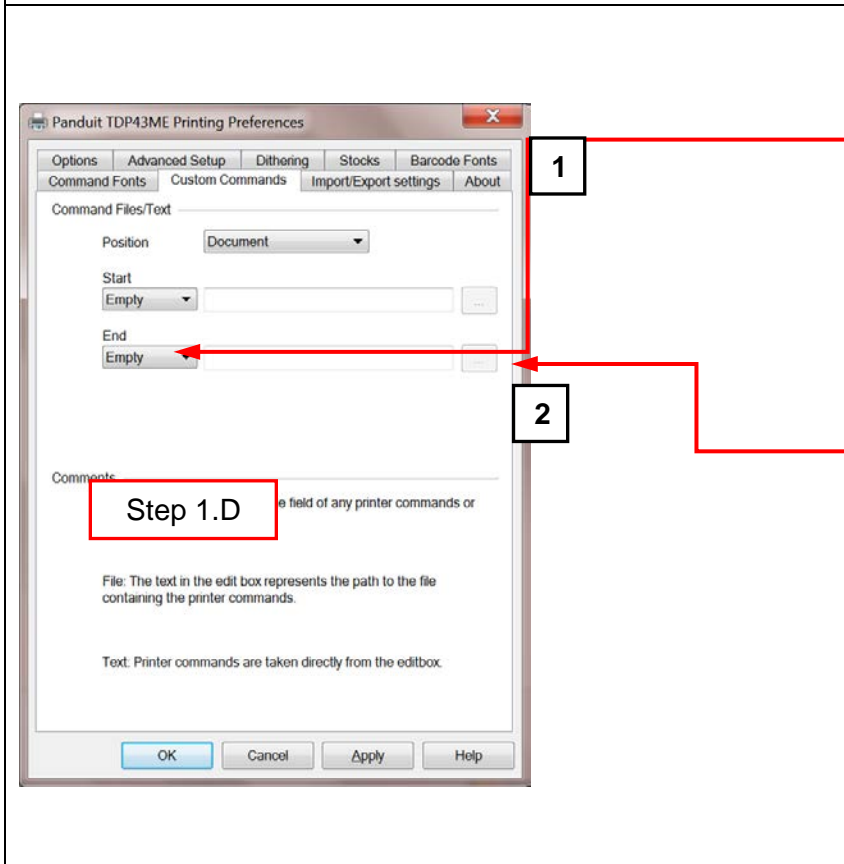 Panduit TDP43ME Printing Preferences
Options Advanced Setup Dithering Stocks Barcode Fonts
Command Fonts Custom Commands Import/Export settings About
1
Command Files/Text
Position Document
Start
Empty ...
End
Empty ...
2
Comments
Step 1.D
field of any printer commands or
File: The text in the edit box represents the path to the file
containing the printer commands.
Text: Printer commands are taken directly from the editbox.
OK Cancel Apply Help